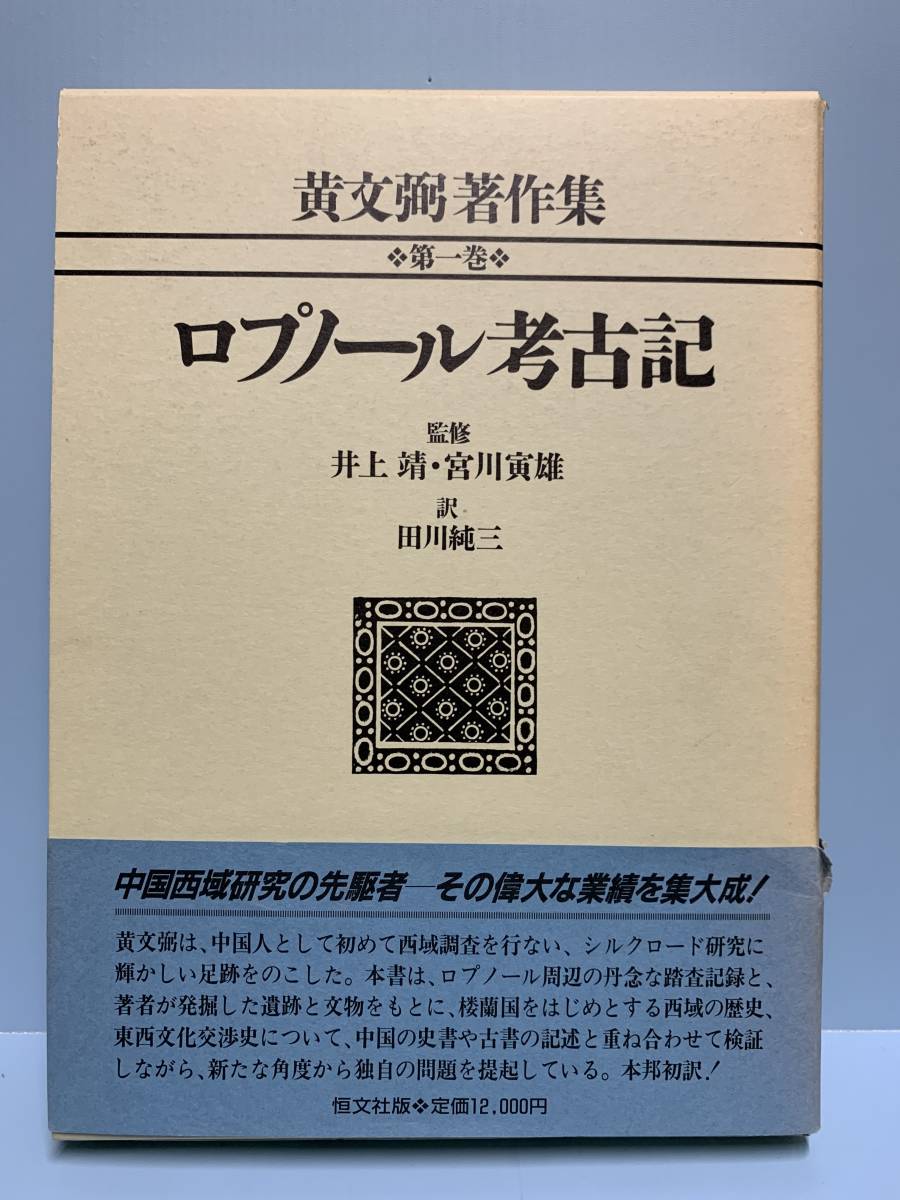 黄文弼著作集
❖第一巻❖
ロプノール考古記
監修
井上 靖・宮川寅雄
訳
田川純三
中国西域研究の先駆者—その偉大な業績を集大成!
黄文弼は、中国人として初めて西域調査を行ない、シルクロード研究に
輝かしい足跡をのこした。本書は、ロプノール周辺の丹念な踏査記録と、
著者が発掘した遺跡と文物をもとに、楼蘭国をはじめとする西域の歴史、
東西文化交渉史について、中国の史書や古書の記述と重ね合わせて検証
しながら、新たな角度から独自の問題を提起している。本邦初訳!
恒文社版❖定価12,000円